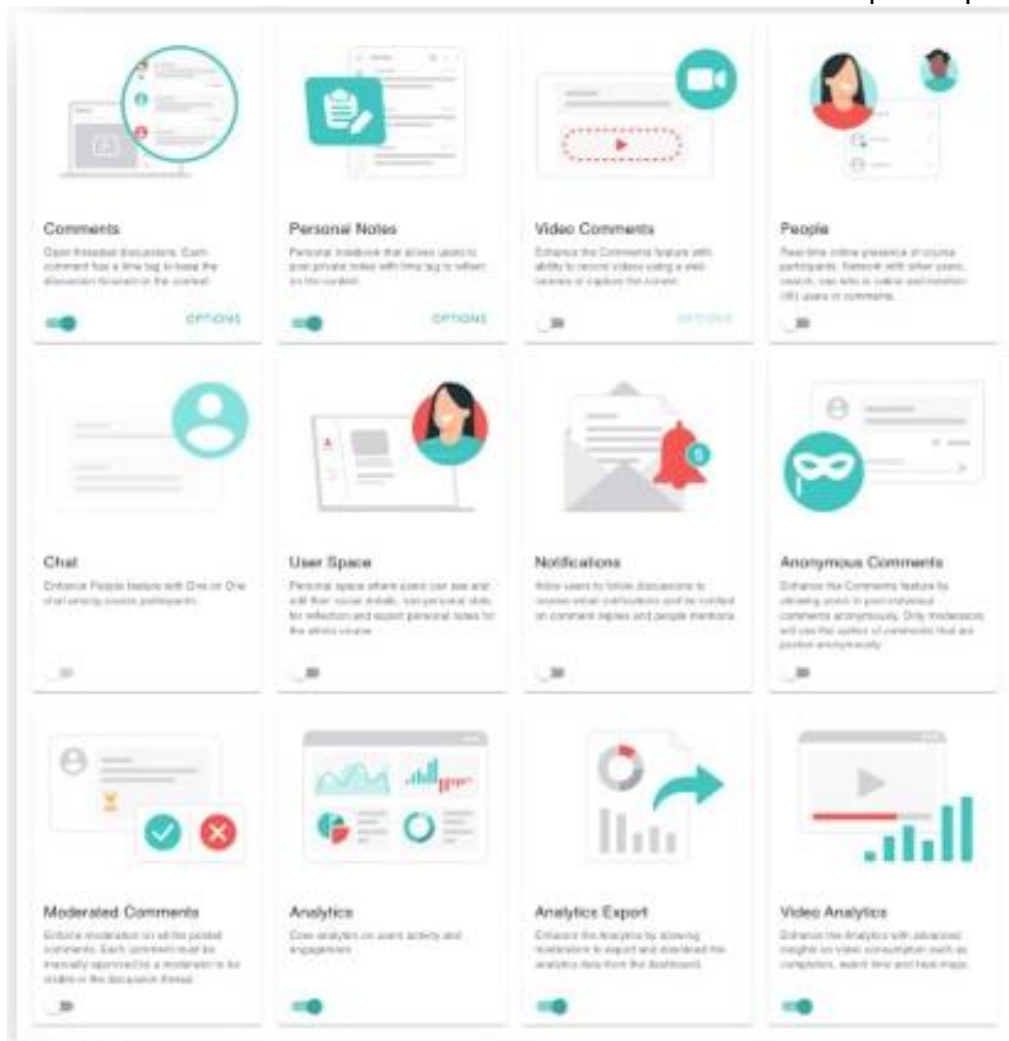 Comments
Open threaded discussions. Each
comment has a time tag to keep the
discussion focused on the context.
OPTIONS
Personal Notes
Personal notebook that allows users to
post private notes with time tag to reflect
on the content.
OPTIONS
Video Comments
Enhance the Comments feature with
ability to record videos using a web
camera or capture the screen.
OPTIONS
People
Real-time online presence of course
participants. Network with other users,
search, see who is online and mention
(@) users in comments.
Chat
Enhance People feature with One on One
chat among course participants.
User Space
Personal space where users can see and
edit their social details, see personal stats
for reflection and export personal notes for
the entire course.
Notifications
Allow users to follow discussions to
receive email notifications and be notified
on comment replies and people mentions.
5
Anonymous Comments
Enhance the Comments feature by
allowing users to post individual
comments anonymously. Only moderators
will see the author of comments that are
posted anonymously.
Moderated Comments
Enforce moderation on all the posted
comments. Each comment must be
manually approved by a moderator to be
visible in the discussion thread.
Analytics
Core analytics on users activity and
engagement.
Analytics Export
Enhance the Analytics by allowing
moderators to export and download the
analytics data from the dashboard.
Video Analytics
Enhance the Analytics with advanced
insights on video consumption such as
completion, watch time and heat-maps.